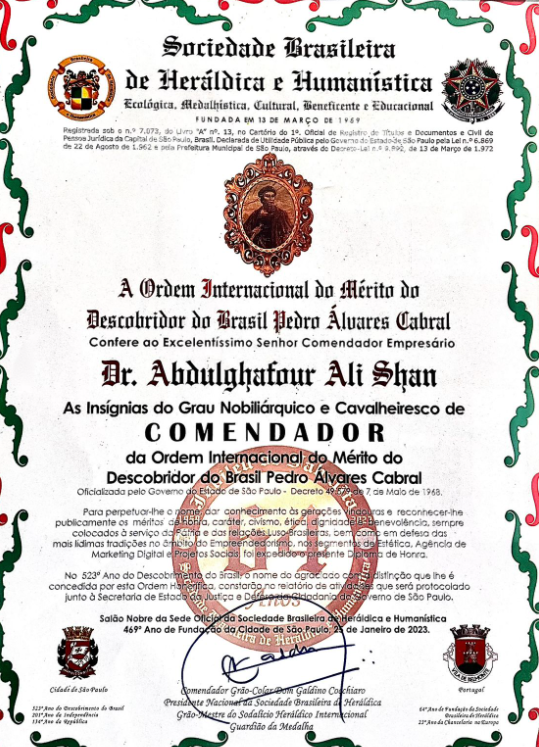 Sociedade Brasileira
de Heráldica e Humanística
Ecológica, Medalhística, Cultural, Beneficente e Educacional
FUNDADA EM 13 DE MARÇO DE 1969
Registrada sob o n.º 7.072, do Livro "A" nº. 13, no Cartório do 1º. Oficial de Registro de Títulos e Documentos e Civil de
Pessoa Jurídica da Capital de São Paulo, Brasil. Declarada de Utilidade Pública pelo Governo do Estado de São Paulo pela Lei n.º 6.869
de 22 de Agosto de 1.962 e pela Prefeitura Municipal de São Paulo, através do Decreto-Lei n.º 9.890, de 13 de Março de 1.972
A Ordem Internacional do Mérito do
Descobridor do Brasil Pedro Álvares Cabral
Confere ao Excelentíssimo Senhor Comendador Empresário
Dr. Abdulghafour Ali Shan
As Insígnias do Grau Nobiliárquico e Cavalheiresco de
COMENDADOR
da Ordem Internacional do Mérito do
Descobridor do Brasil Pedro Álvares Cabral
Oficializada pelo Governo do Estado de São Paulo - Decreto de 7, de Maio de 1968.
Para perpetuar-lhe o nome, dar conhecimento às gerações vindouras e reconhecer-lhe
publicamente os méritos de honra, caráter, civismo, ética, dignidade e benevolência, sempre
colocados à serviço da Pátria e das relações Luso-brasileiras, bem como em defesa das
mais lídimas tradições no âmbito do Empreendedorismo, nos segmentos de Estética, Agência de
Marketing Digital e Projetos Sociais, foi expedido o presente Diploma de Honra.
No 523º Ano do Descobrimento do Brasil o nome do agraciado com a distinção que lhe é
concedida por esta Ordem Honorífica, constarão no relatório de atividades que será protocolado
junto à Secretaria de Estado da Justiça e Defesa da Cidadania do Governo de São Paulo.
64
Anos
Salão Nobre da Sede Oficial da Sociedade Brasileira de Heráldica e Humanística
469º Ano de Fundação da Cidade de São Paulo, 25 de Janeiro de 2023.
Comendador Grão-Colar Dom Galdino Cocchiaro
Presidente Nacional da Sociedade Brasileira de Heráldica
Grão-Mestre do Sodalício Heráldico Internacional
Guardião da Medalha
Cidade de São Paulo
523º Ano do Descobrimento do Brasil
201º Ano da Independência
134º Ano da República
VILA DE BELMONTE
Portugal
64º Ano de Fundação da Sociedade
Brasileira de Heráldica
22º Ano da Chancelaria na Europa